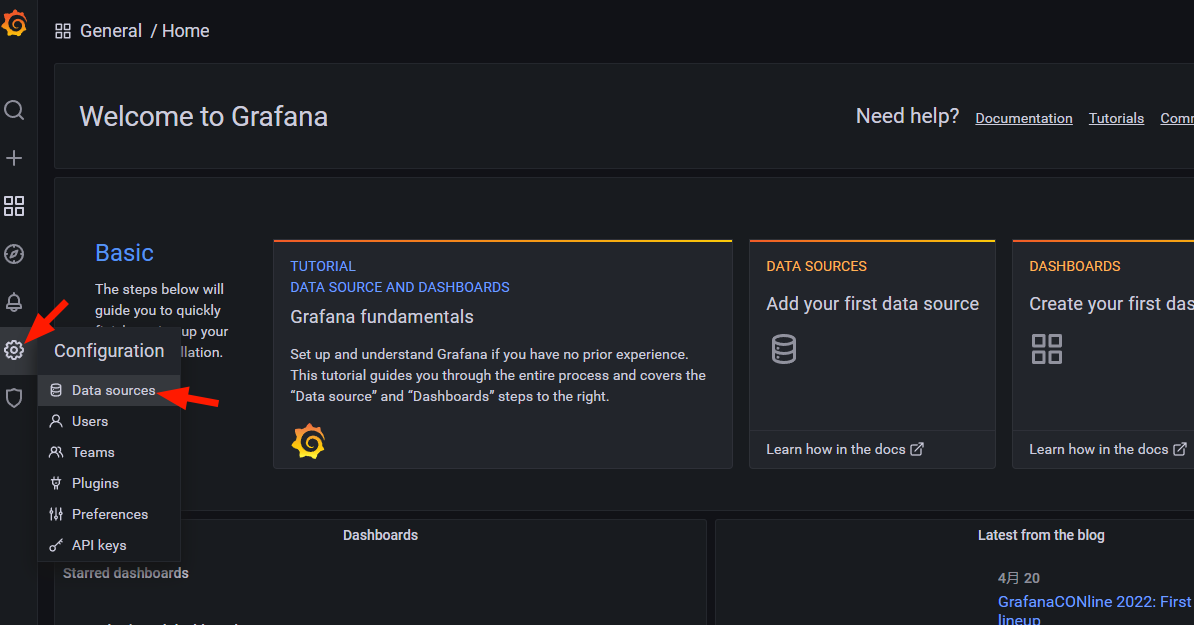 General / Home
Welcome to Grafana
Need help? Documentation Tutorials
Basic
The steps below will
guide you to quickly
up your
Configuration
Data sources
Users
Teams
Plugins
Preferences
API keys
TUTORIAL
DATA SOURCE AND DASHBOARDS
Grafana fundamentals
Set up and understand Grafana if you have no prior experience.
This tutorial guides you through the entire process and covers the
“Data source” and “Dashboards” steps to the right.
DATA SOURCES
Add your first data source
Learn how in the docs
DASHBOARDS
Create your first das
Learn how in the docs
Dashboards
Starred dashboards
Latest from the blog
4月 20
GrafanaCONline 2022: First
lineup